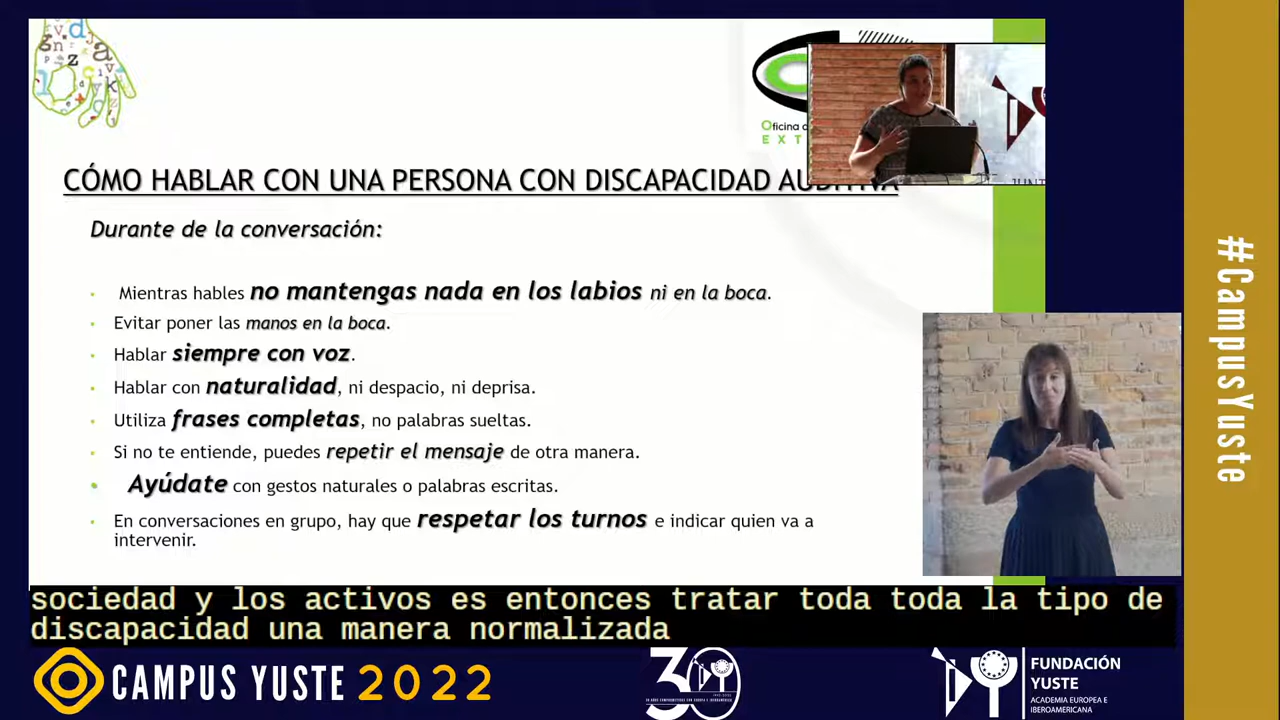 Oficina
EXT
CÓMO HABLAR CON UNA PERSONA CON DISCAPACIDAD AUDITIVA
Durante de la conversación:
Mientras hables no mantengas nada en los labios ni en la boca.
Evitar poner las manos en la boca.
Hablar siempre con voz.
Hablar con naturalidad, ni despacio, ni deprisa.
Utiliza frases completas, no palabras sueltas.
Si no te entiende, puedes repetir el mensaje de otra manera.
Ayúdate con gestos naturales o palabras escritas.
En conversaciones en grupo, hay que respetar los turnos e indicar quien va a
intervenir.
#CampusYuste
sociedad y los activos es entonces tratar toda toda la tipo de
discapacidad una manera normalizada
CAMPUS YUSTE 2022
30
FUNDACIÓN
YUSTE
ACADEMIA EUROPEA E
IBEROAMERICANA